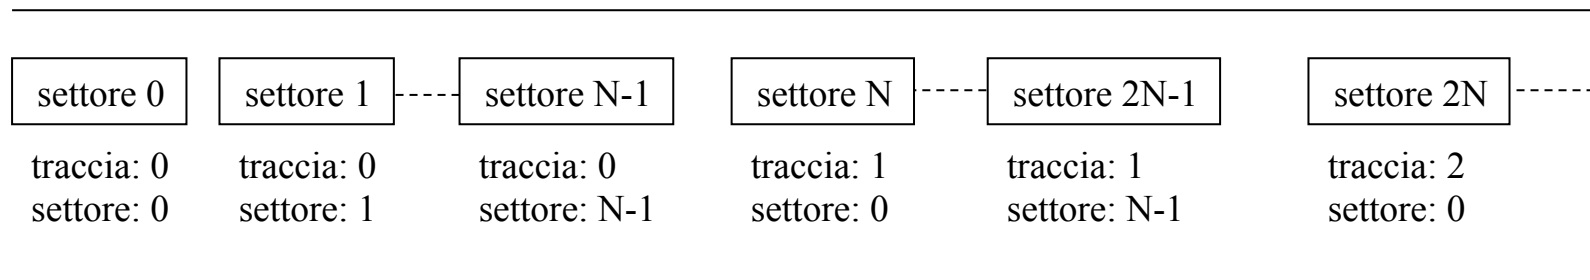 settore 0 settore 1 settore N-1 settore N settore 2N-1 settore 2N
traccia: 0 traccia: 0 traccia: 0 traccia: 1 traccia: 1 traccia: 2
settore: 0 settore: 1 settore: N-1 settore: 0 settore: N-1 settore: 0